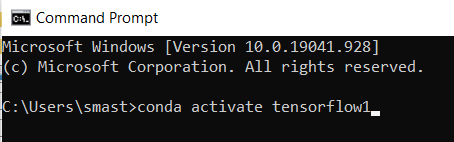 Command Prompt
Microsoft Windows [Version 10.0.19041.928]
(c) Microsoft Corporation. All rights reserved.
C:\Users\smast>conda activate tensorflow1